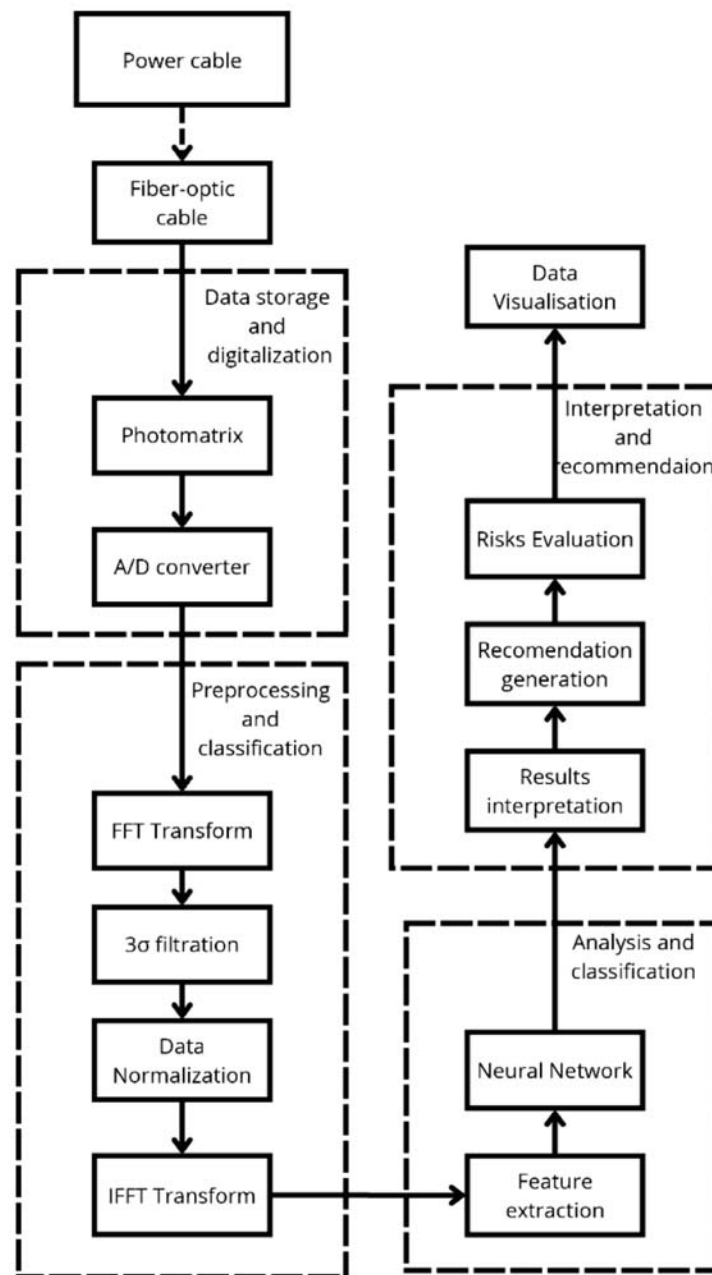 Power cable
Fiber-optic
cable
Data storage
and
digitalization
Photomatrix
A/D converter
Preprocessing
and
classification
FFT Transform
3σ filtration
Data
Normalization
IFFT Transform
Feature
extraction
Neural Network
Analysis and
classification
Results
interpretation
Recomendation
generation
Risks Evaluation
Interpretation
and
recommendaion
Data
Visualisation